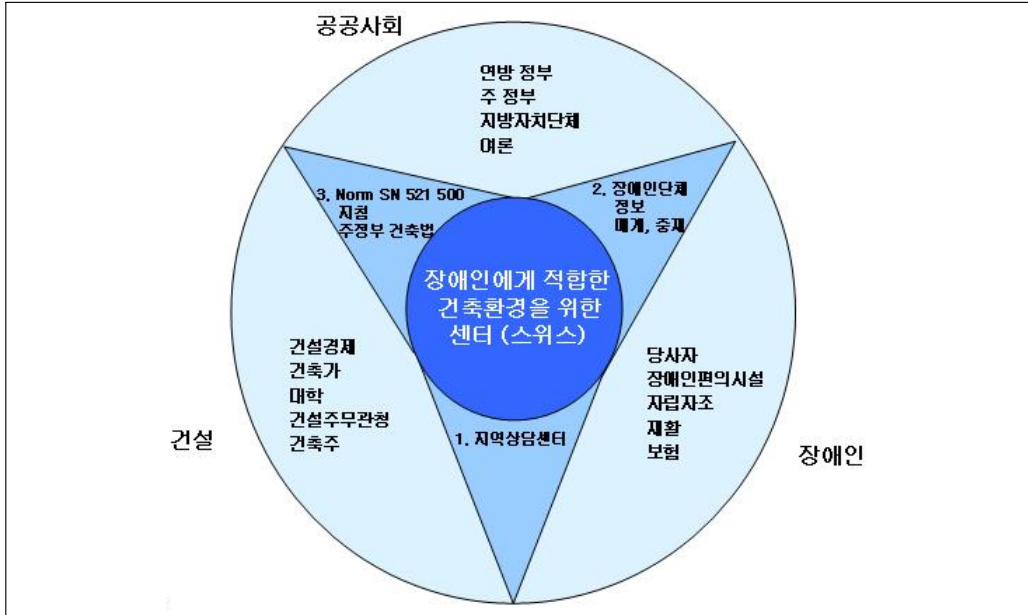 공공사회
연방 정부
주 정부
지방자치단체
여론
3. Norm SN 521 500
지침
주정부 건축법
2. 장애인단체
정보
매개, 중재
장애인에게 적합한
건축환경을 위한
센터 (스위스)
건설경제
건축가
대학
건설주무관청
건축주
건설
당사자
장애인편의시설
자립자조
재활
보험
장애인
1. 지역상담센터